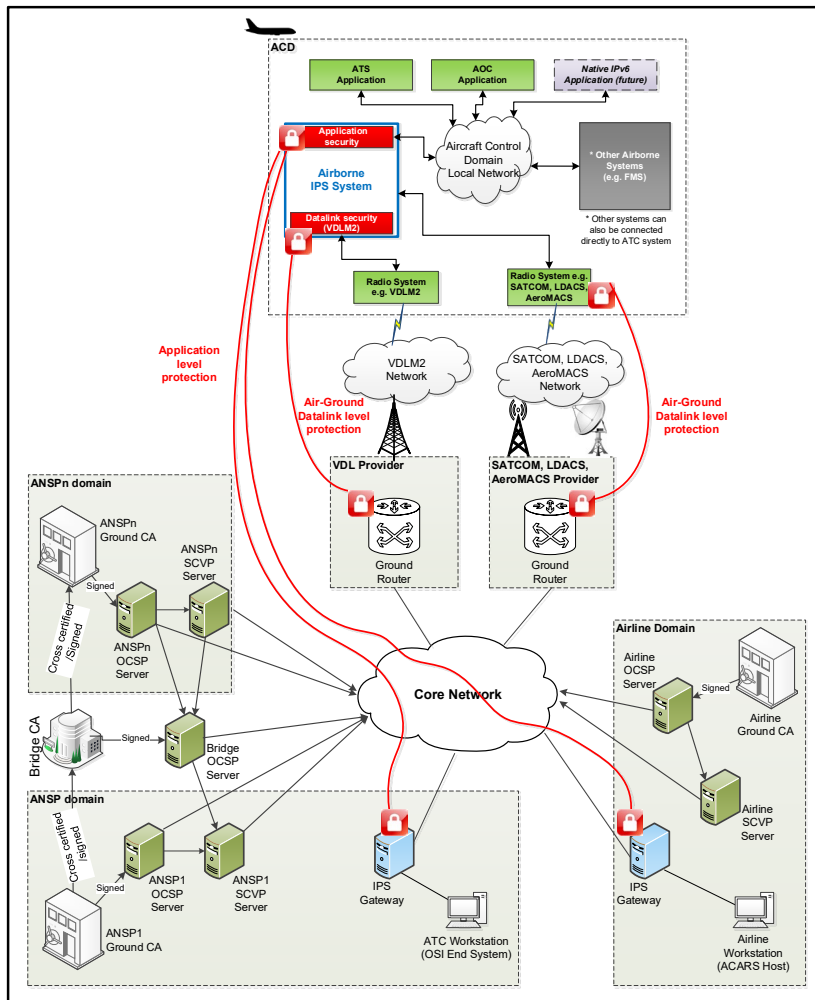 ACD
ATS
Application
AOC
Application
Native IPv6
Application (future)
Application
security
Airborne
IPS System
Datalink security
(VDLM2)
Aircraft Control
Domain
Local Network
* Other Airborne
Systems
(e.g. FMS)
* Other systems can
also be connected
directly to ATC system
Radio System
e.g. VDLM2
Radio System e.g.
SATCOM, LDACS,
AeroMACS
Application
level
protection
VDLM2
Network
SATCOM, LDACS,
AeroMACS
Network
Air-Ground
Datalink level
protection
Air-Ground
Datalink level
protection
VDL Provider
Ground
Router
SATCOM, LDACS,
AeroMACS Provider
Ground
Router
ANSPn domain
ANSPn
Ground CA
ANSPn
SCVP
Server
Signed
ANSPn
OCSP
Server
Cross certified
/Signed
Core Network
Airline Domain
Airline
OCSP
Server
Signed
Airline
Ground CA
Airline
SCVP
Server
Bridge CA
Signed
Bridge
OCSP
Server
ANSP domain
Cross certified
/signed
Signed
ANSP1
OCSP
Server
ANSP1
SCVP
Server
ANSP1
Ground CA
IPS
Gateway
ATC Workstation
(OSI End System)
IPS
Gateway
Airline
Workstation
(ACARS Host)